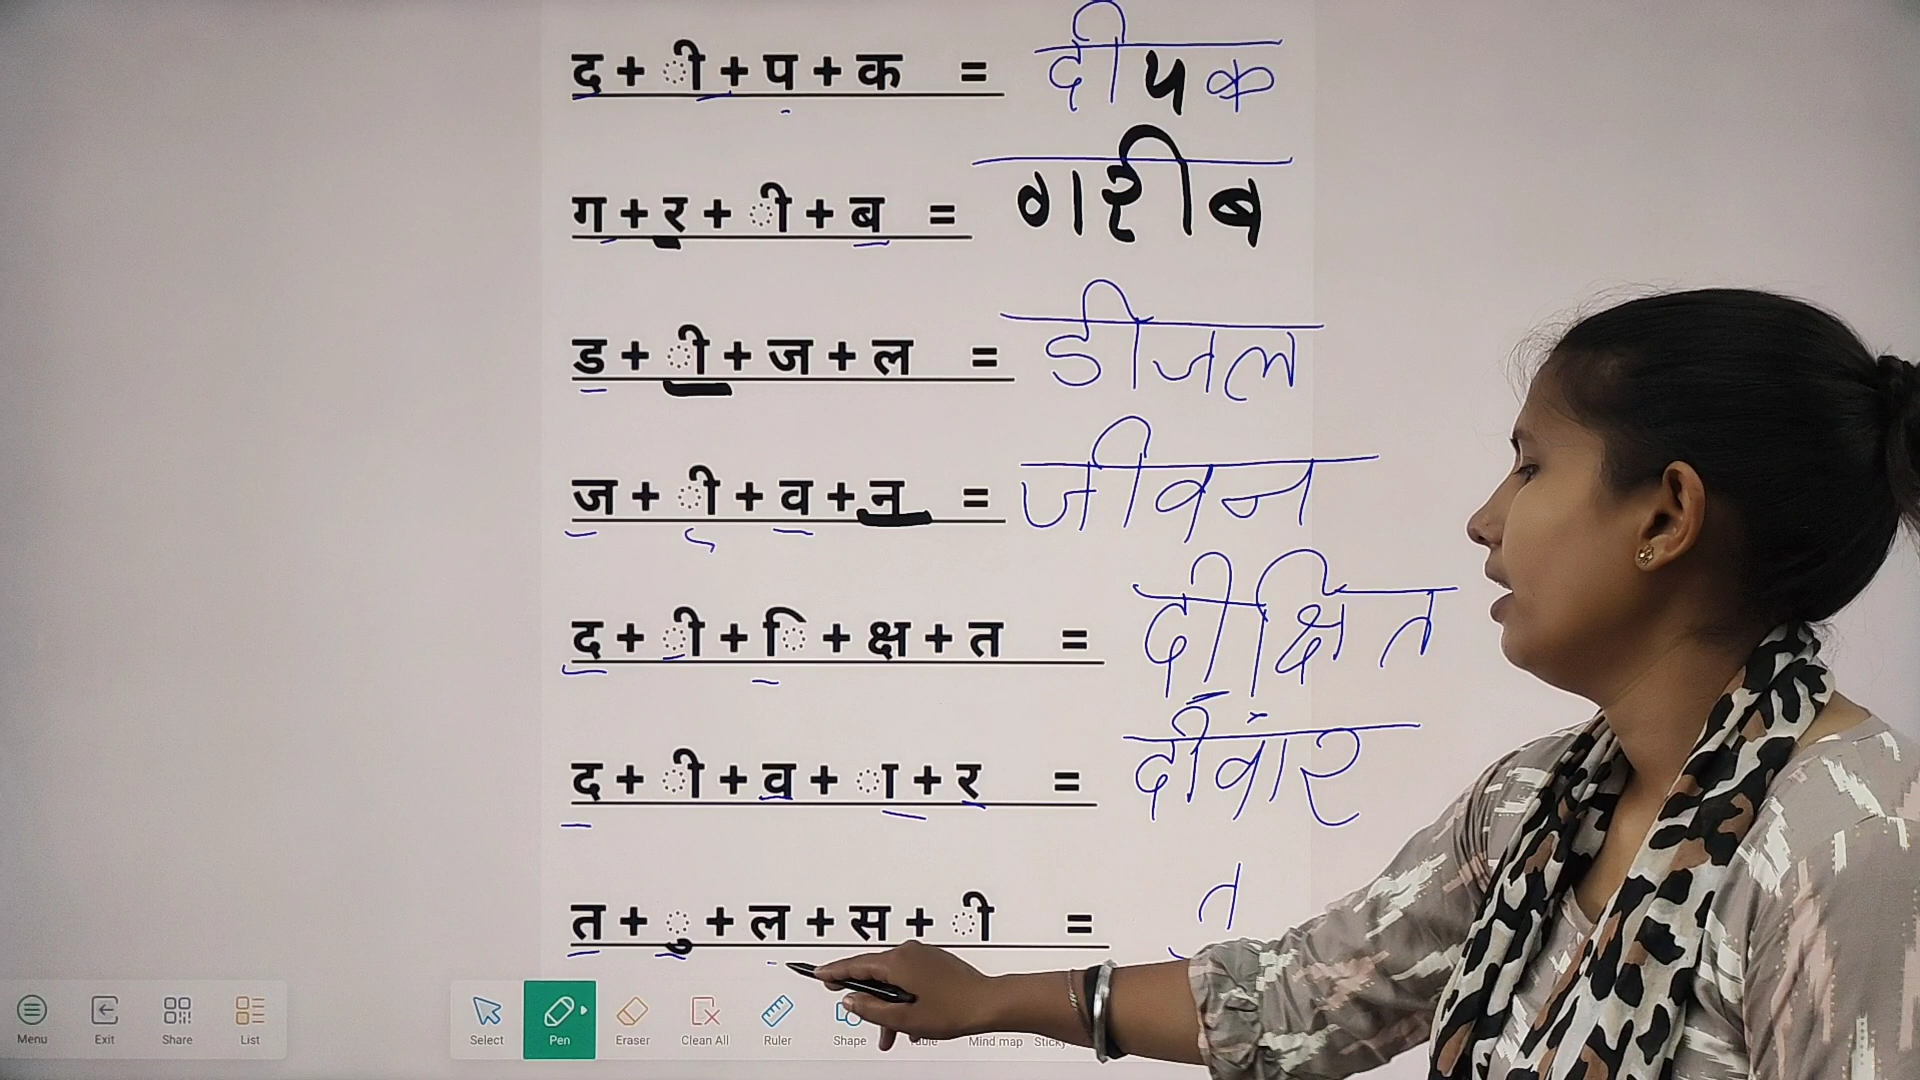 द + ी + प + क = दीपक
ग + र + ी + ब = गरीब
ड + ी + ज + ल = डीजल
ज + ी + व + न = जीवन
द + ी + ि + क्ष + त = दीक्षित
द + ी + व + ा + र = दीवार
त + ु + ल + स + ी = तु
Menu Exit Share List Select Pen Eraser Clean All Ruler Shape Mind map